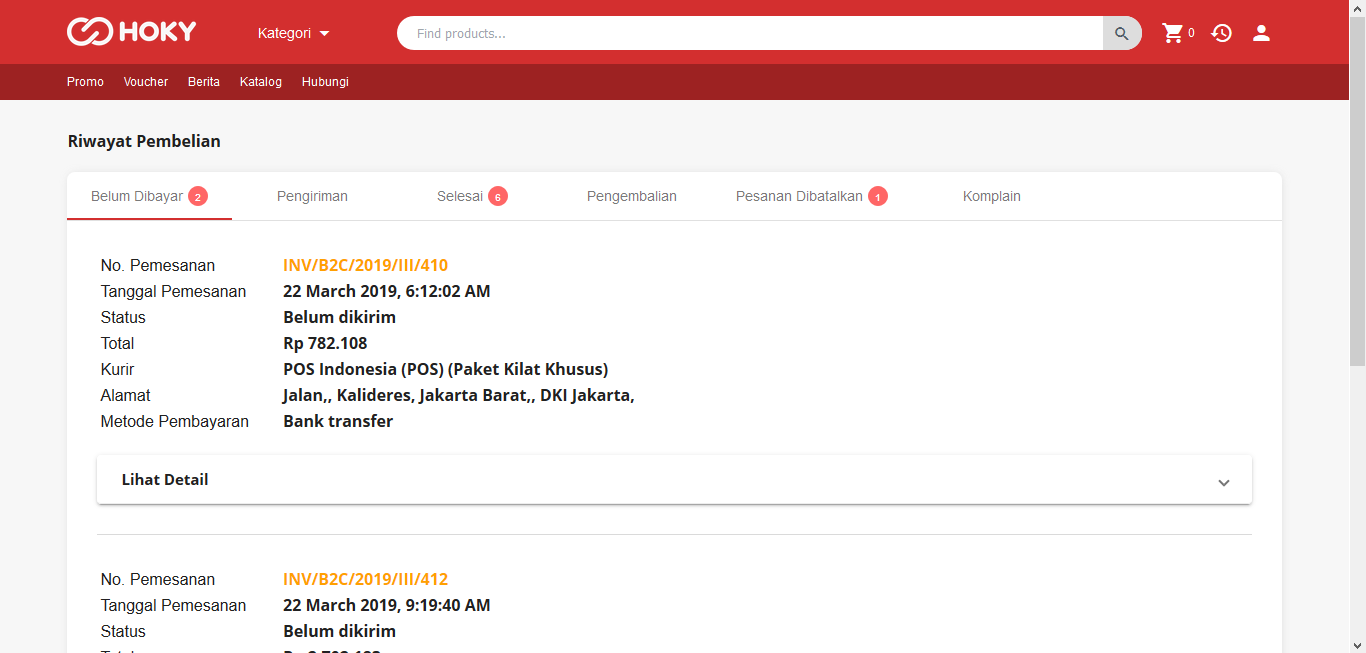 HOKY
Kategori
Find products...
0
Promo Voucher Berita Katalog Hubungi
Riwayat Pembelian
Belum Dibayar 2 Pengiriman Selesai 6 Pengembalian Pesanan Dibatalkan 1 Komplain
No. Pemesanan INV/B2C/2019/III/410
Tanggal Pemesanan 22 March 2019, 6:12:02 AM
Status Belum dikirim
Total Rp 782.108
Kurir POS Indonesia (POS) (Paket Kilat Khusus)
Alamat Jalan,, Kalideres, Jakarta Barat,, DKI Jakarta,
Metode Pembayaran Bank transfer
Lihat Detail
No. Pemesanan INV/B2C/2019/III/412
Tanggal Pemesanan 22 March 2019, 9:19:40 AM
Status Belum dikirim